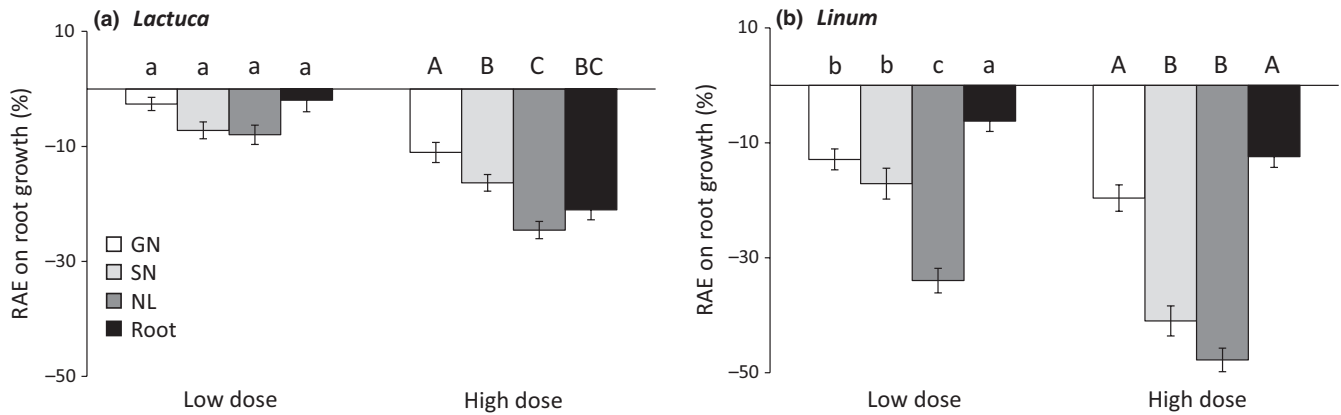 (a) Lactuca
RAE on root growth (%)
10
−10
−30
−50
a a a a
A B C BC
GN
SN
NL
Root
Low dose
High dose
(b) Linum
RAE on root growth (%)
10
−10
−30
−50
b b c a
A B B A
Low dose
High dose